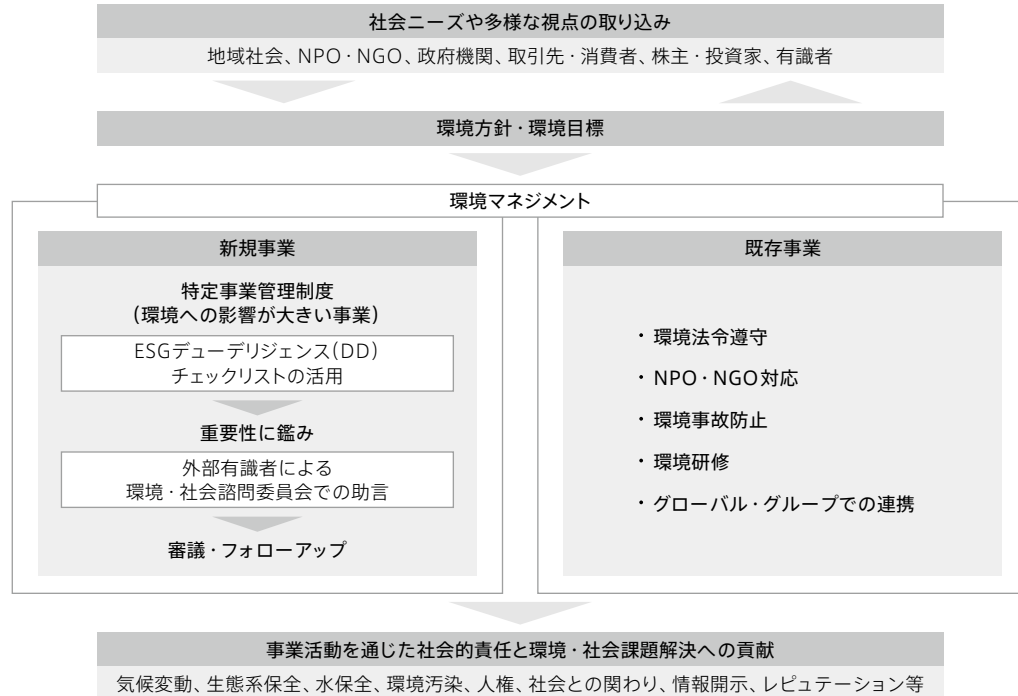 社会ニーズや多様な視点の取り込み
地域社会、NPO・NGO、政府機関、取引先・消費者、株主・投資家、有識者
環境方針・環境目標
環境マネジメント
新規事業
特定事業管理制度
(環境への影響が大きい事業)
ESGデューデリジェンス(DD)
チェックリストの活用
重要性に鑑み
外部有識者による
環境・社会諮問委員会での助言
審議・フォローアップ
既存事業
・環境法令遵守
・NPO・NGO対応
・環境事故防止
・環境研修
・グローバル・グループでの連携
事業活動を通じた社会的責任と環境・社会課題解決への貢献
気候変動、生態系保全、水保全、環境汚染、人権、社会との関わり、情報開示、レピュテーション等